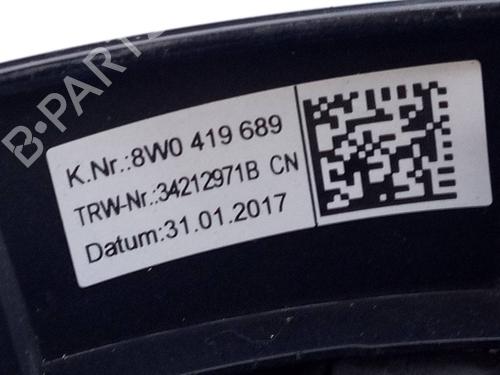 B-PARTS
K.Nr.:8W0 419 689
TRW-Nr.:34212971B CN
Datum:31.01.2017